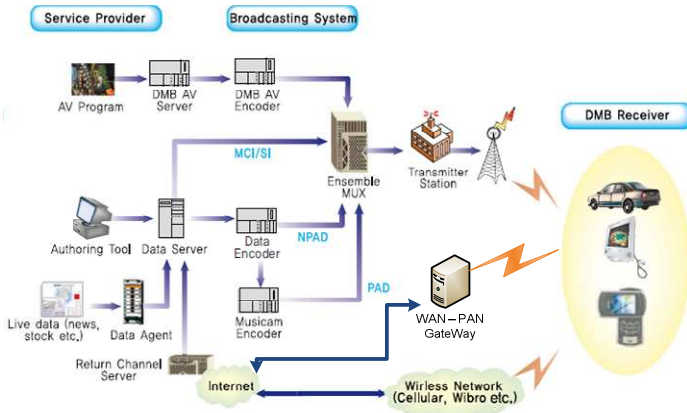 Service Provider
Broadcasting System
AV Program
DMB AV
Server
DMB AV
Encoder
DMB Receiver
MCI/SI
Ensemble
MUX
Transmitter
Station
Authoring Tool
Data Server
Data
Encoder
NPAD
PAD
WAN-PAN
GateWay
Live data (news,
stock etc.)
Data Agent
Musicam
Encoder
Return Channel
Server
Internet
Wirless Network
(Cellular, Wibro etc.)